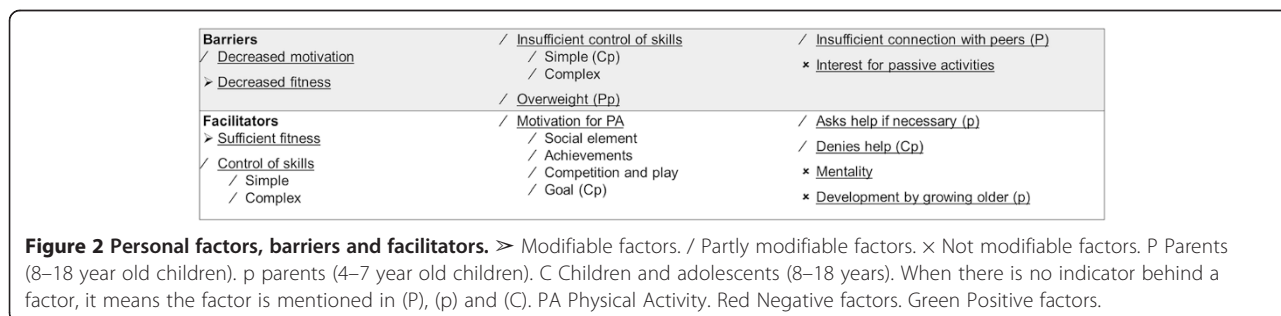 Barriers
/ Decreased motivation
➢ Decreased fitness
/ Insufficient control of skills
/ Simple (Cp)
/ Complex
/ Overweight (Pp)
/ Insufficient connection with peers (P)
× Interest for passive activities
Facilitators
➢ Sufficient fitness
/ Control of skills
/ Simple
/ Complex
/ Motivation for PA
/ Social element
/ Achievements
/ Competition and play
/ Goal (Cp)
/ Asks help if necessary (p)
/ Denies help (Cp)
× Mentality
× Development by growing older (p)
Figure 2 Personal factors, barriers and facilitators. ➢ Modifiable factors. / Partly modifiable factors. × Not modifiable factors. P Parents
(8–18 year old children). p parents (4–7 year old children). C Children and adolescents (8–18 years). When there is no indicator behind a
factor, it means the factor is mentioned in (P), (p) and (C). PA Physical Activity. Red Negative factors. Green Positive factors.